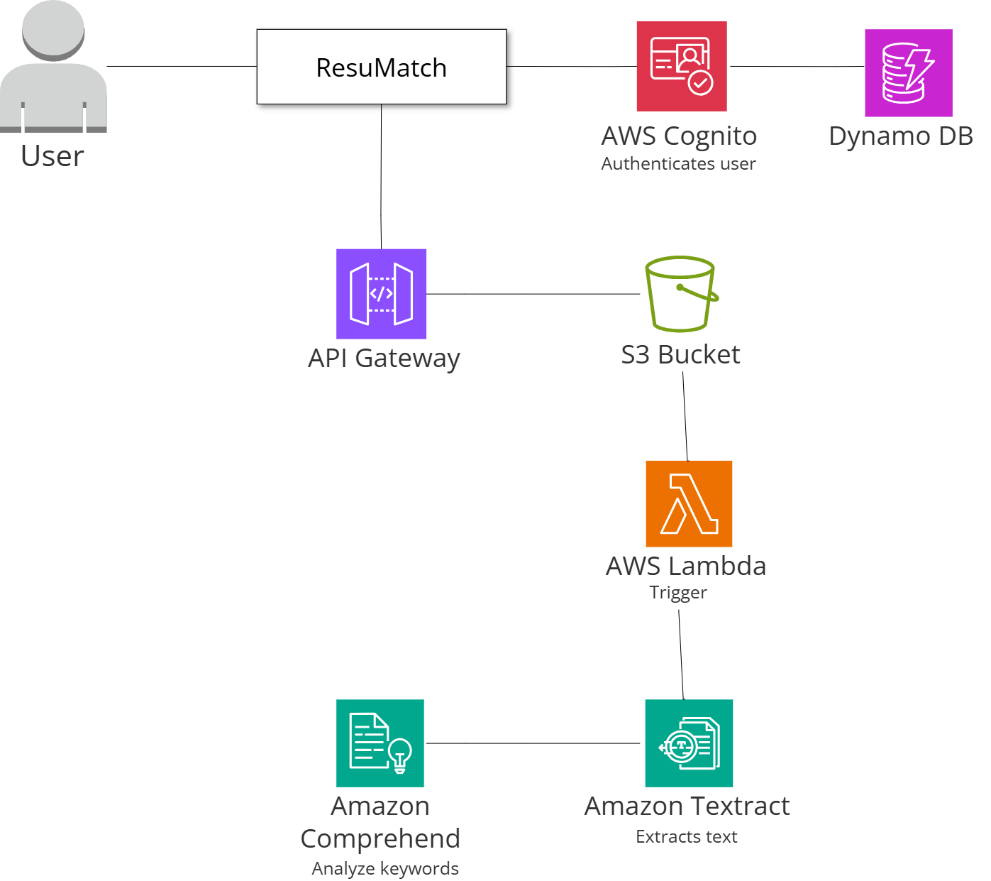 ResuMatch
User
AWS Cognito
Authenticates user
Dynamo DB
</>
API Gateway
S3 Bucket
AWS Lambda
Trigger
T
Amazon
Comprehend
Analyze keywords
Amazon Textract
Extracts text